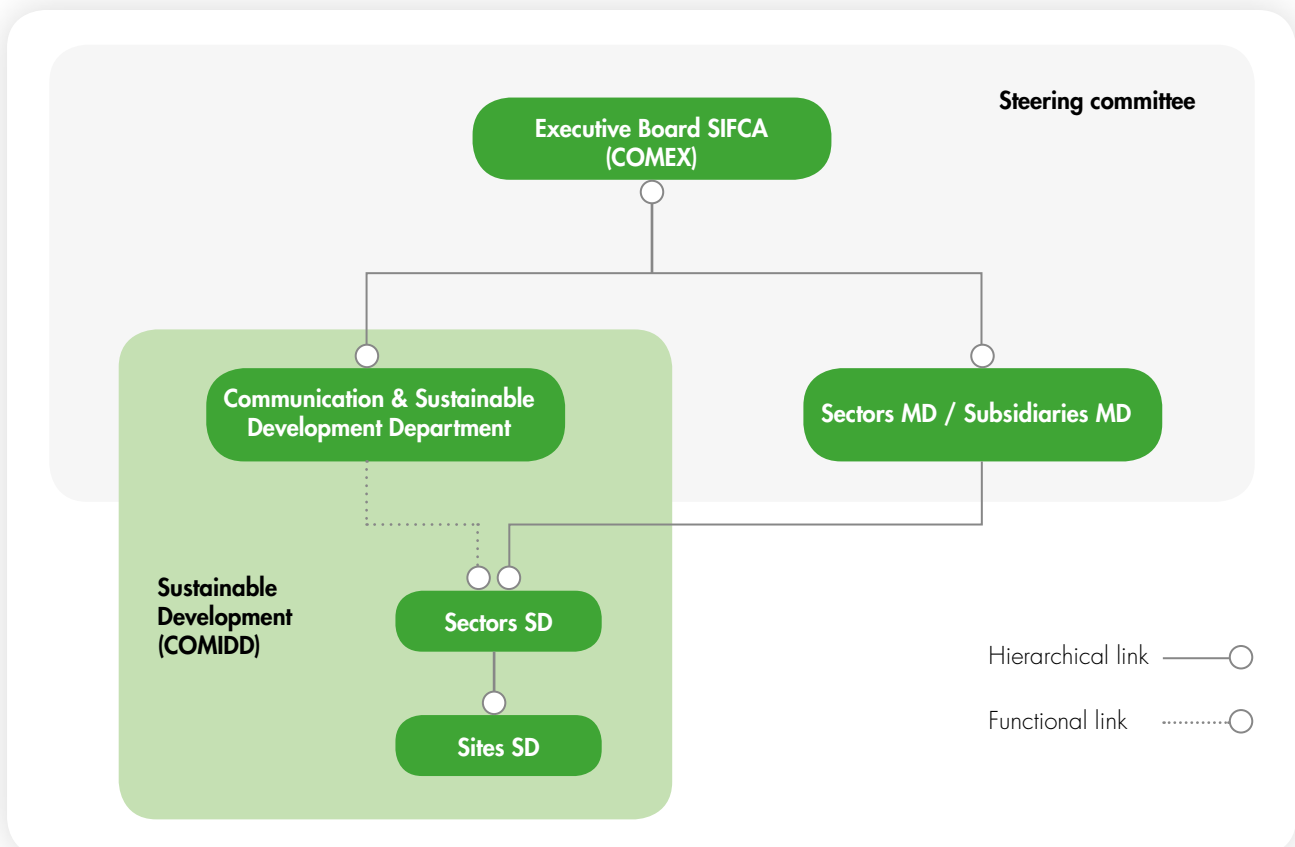 Steering committee
Executive Board SIFCA
(COMEX)
Communication & Sustainable
Development Department
Sectors MD / Subsidiaries MD
Sustainable
Development
(COMIDD)
Sectors SD
Sites SD
Hierarchical link
Functional link